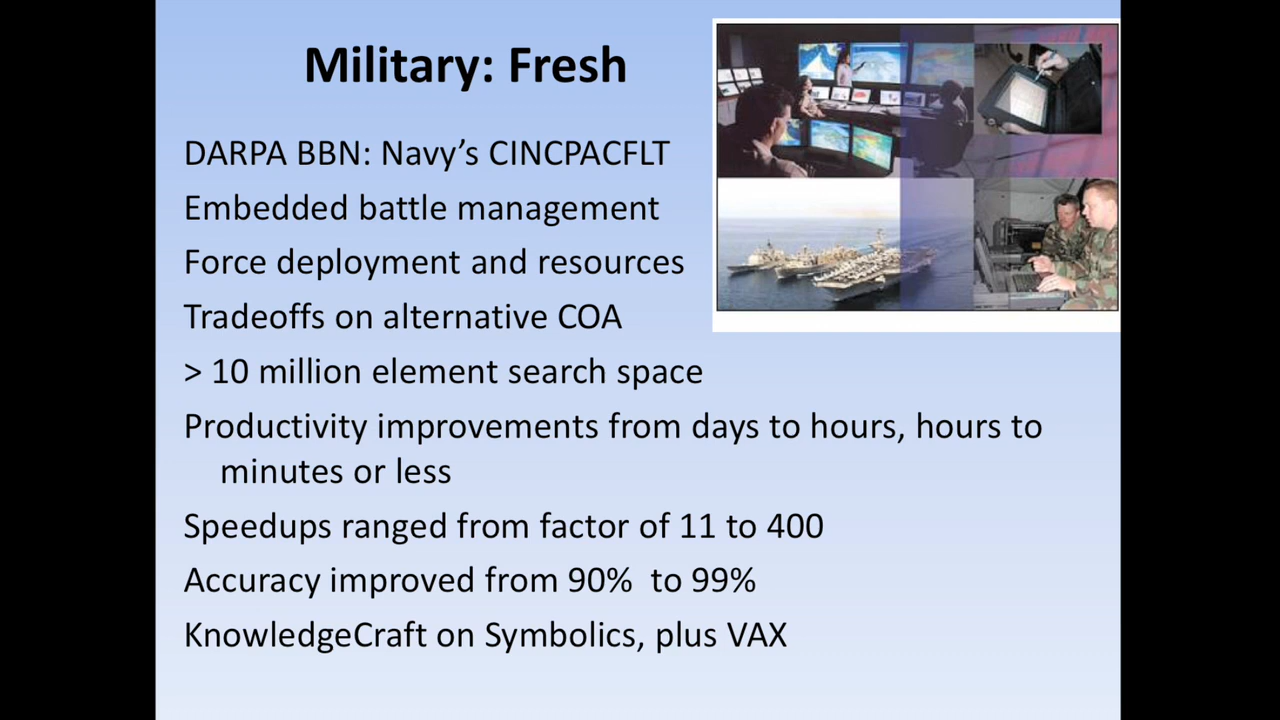 Military: Fresh
DARPA BBN: Navy’s CINCPACFLT
Embedded battle management
Force deployment and resources
Tradeoffs on alternative COA
> 10 million element search space
Productivity improvements from days to hours, hours to
minutes or less
Speedups ranged from factor of 11 to 400
Accuracy improved from 90%  to 99%
KnowledgeCraft on Symbolics, plus VAX